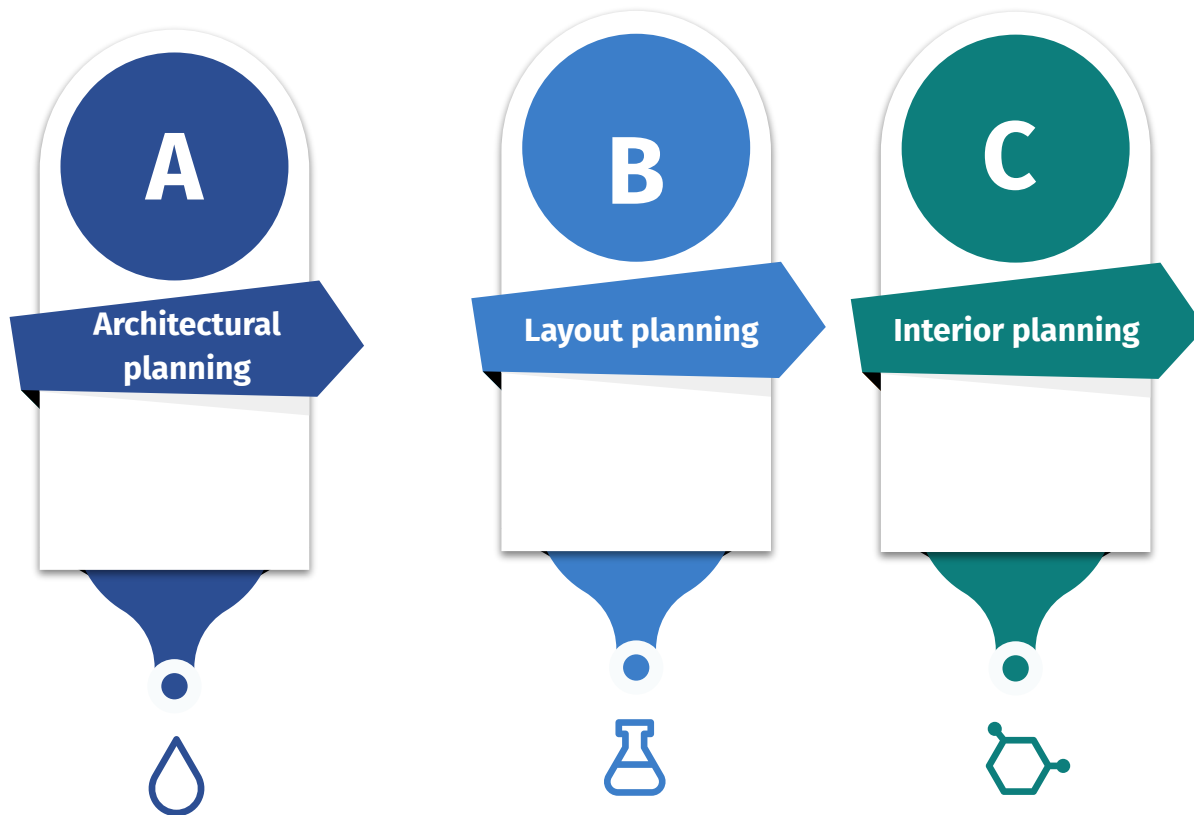 A
B
C
Architectural
planning
Layout planning
Interior planning